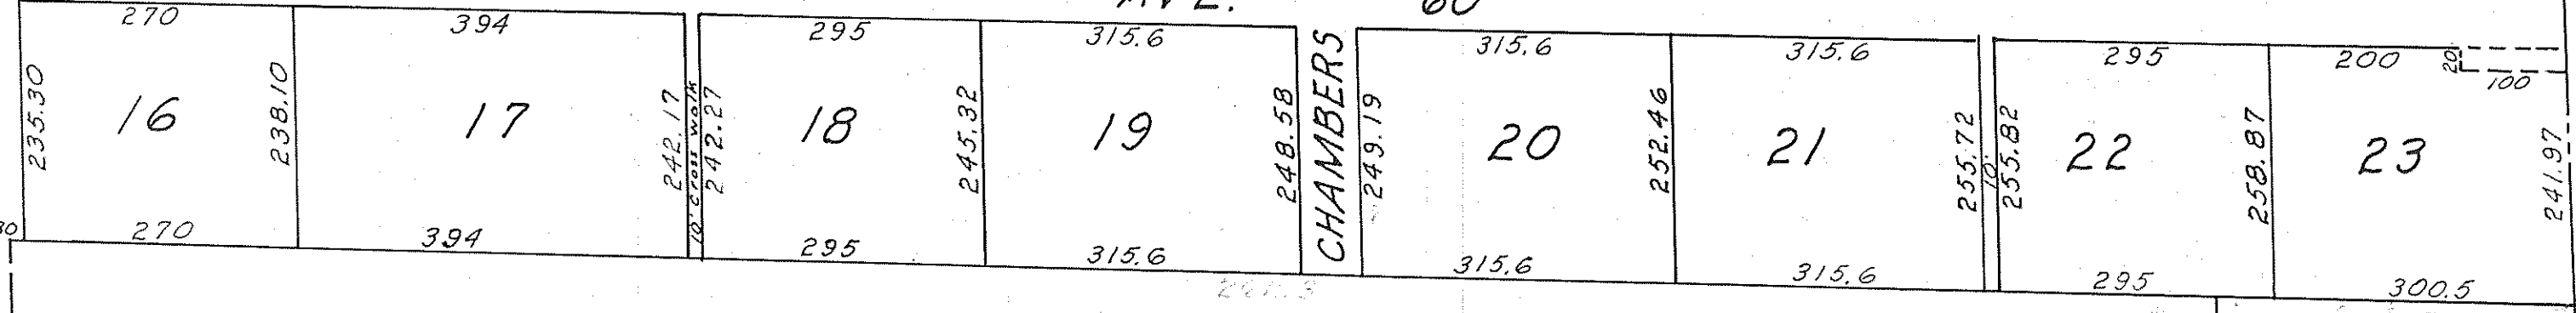 AVE. 60
270 394 295 315.6 315.6 315.6 295 200 20 100
235.30 16 238.10 17 242.17 10' cross walk 242.27 18 245.32 19 248.58 CHAMBERS 249.19 20 252.46 21 255.72 10' 255.82 22 258.87 23 241.97
270 394 295 315.6 315.6 315.6 295 300.5